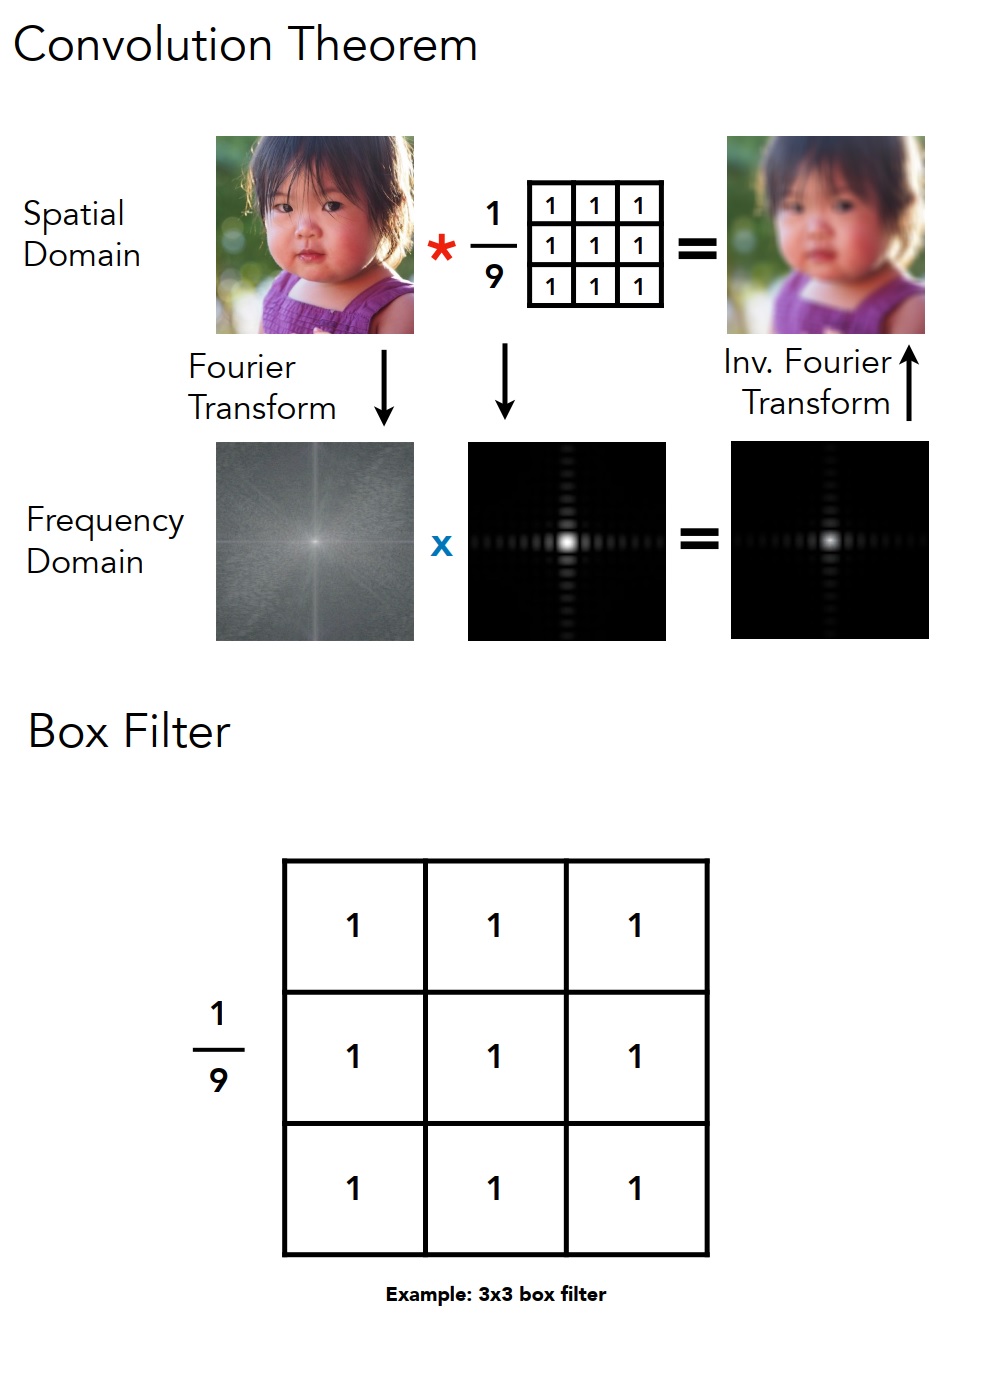 Convolution Theorem
Spatial
Domain
*
1
9
1 1 1
1 1 1
1 1 1
=
Fourier
Transform
Inv. Fourier
Transform
Frequency
Domain
x
=
Box Filter
1
9
1 1 1
1 1 1
1 1 1
Example: 3x3 box filter